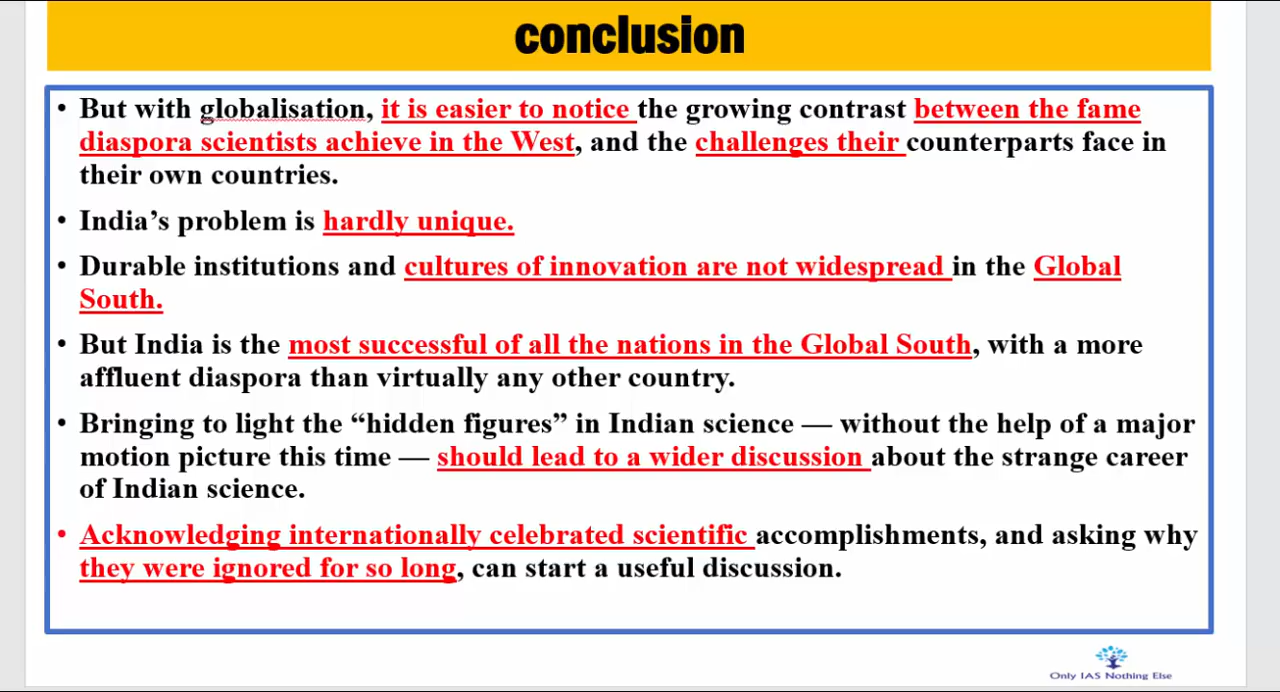 conclusion
• But with globalisation, it is easier to notice the growing contrast between the fame
diaspora scientists achieve in the West, and the challenges their counterparts face in
their own countries.
• India’s problem is hardly unique.
• Durable institutions and cultures of innovation are not widespread in the Global
South.
• But India is the most successful of all the nations in the Global South, with a more
affluent diaspora than virtually any other country.
• Bringing to light the “hidden figures” in Indian science — without the help of a major
motion picture this time — should lead to a wider discussion about the strange career
of Indian science.
• Acknowledging internationally celebrated scientific accomplishments, and asking why
they were ignored for so long, can start a useful discussion.
Only IAS Nothing Else